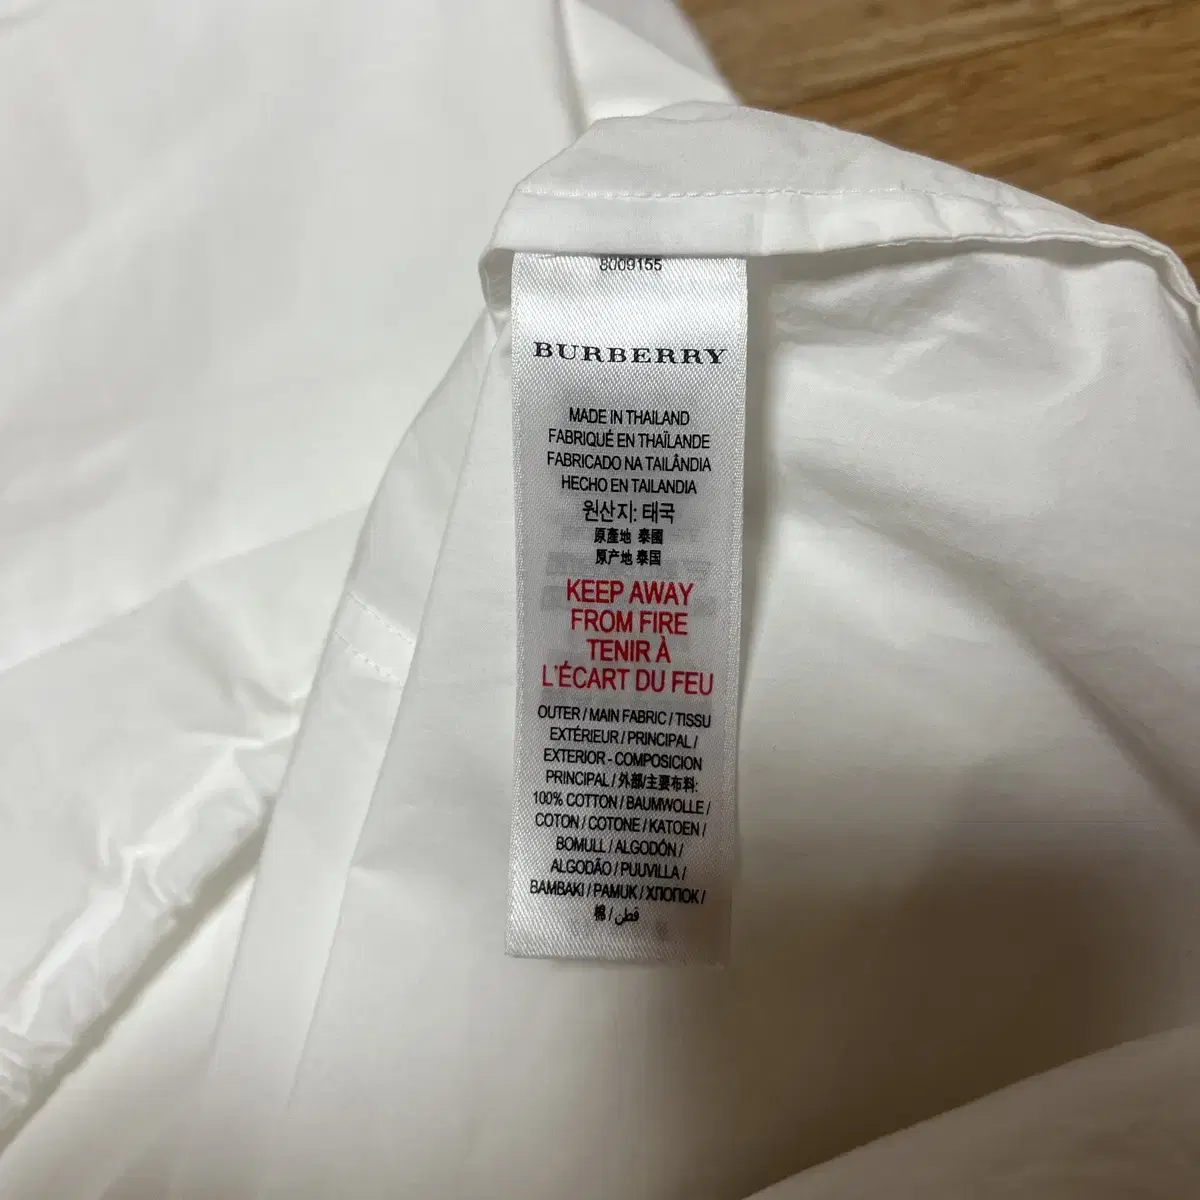 8009155
BURBERRY
MADE IN THAILAND
FABRIQUÉ EN THAÏLANDE
FABRICADO NA TAILÂNDIA
HECHO EN TAILANDIA
원산지: 태국
原產地 泰國
原产地 泰国
KEEP AWAY
FROM FIRE
TENIR À
L'ÉCART DU FEU
OUTER / MAIN FABRIC / TISSU
EXTÉRIEUR / PRINCIPAL /
EXTERIOR - COMPOSICION
PRINCIPAL / 外部/主要布料:
100% COTTON / BAUMWOLLE /
COTON / COTONE / KATOEN /
BOMULL / ALGODÓN /
ALGODÃO / PUUVILLA /
BAMBAKI / PAMUK / ХЛОПОК /
棉 / قطن